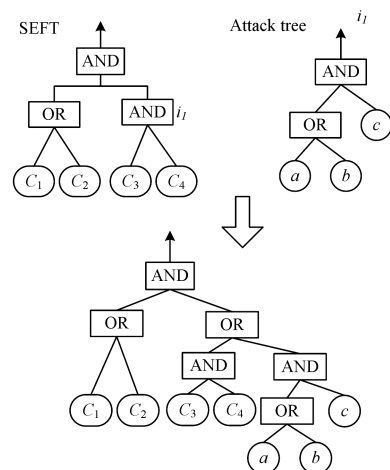 SEFT Attack tree i1
AND AND
OR AND i1 OR c
C1 C2 C3 C4 a b
AND
OR OR
AND AND
C1 C2 C3 C4 OR c
a b